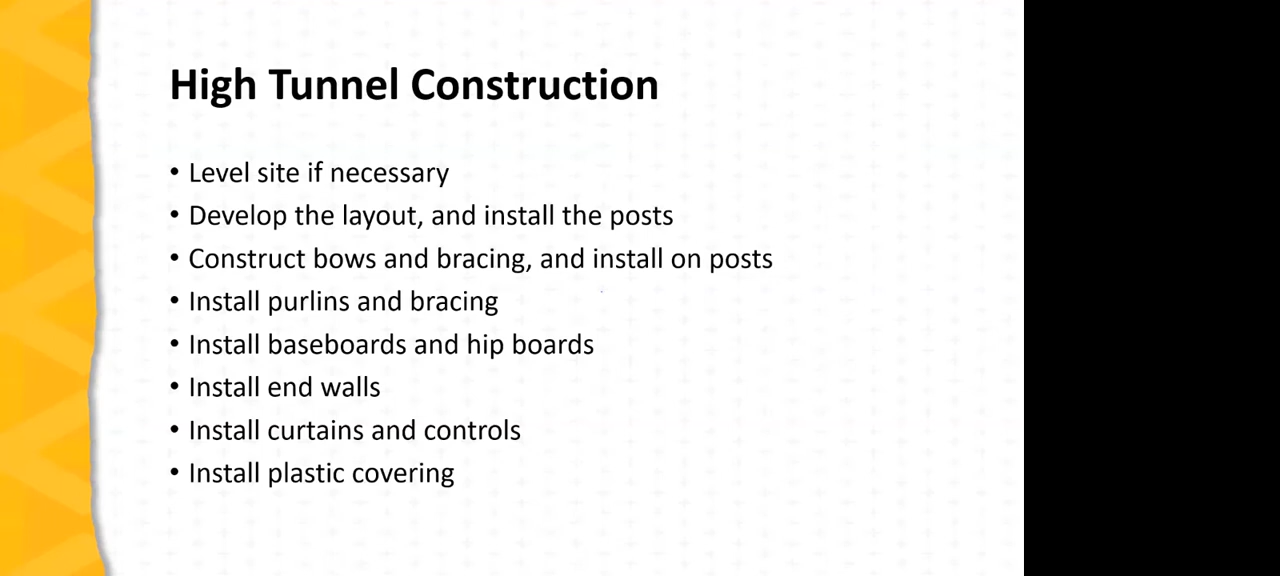 High Tunnel Construction
• Level site if necessary
• Develop the layout, and install the posts
• Construct bows and bracing, and install on posts
• Install purlins and bracing
• Install baseboards and hip boards
• Install end walls
• Install curtains and controls
• Install plastic covering